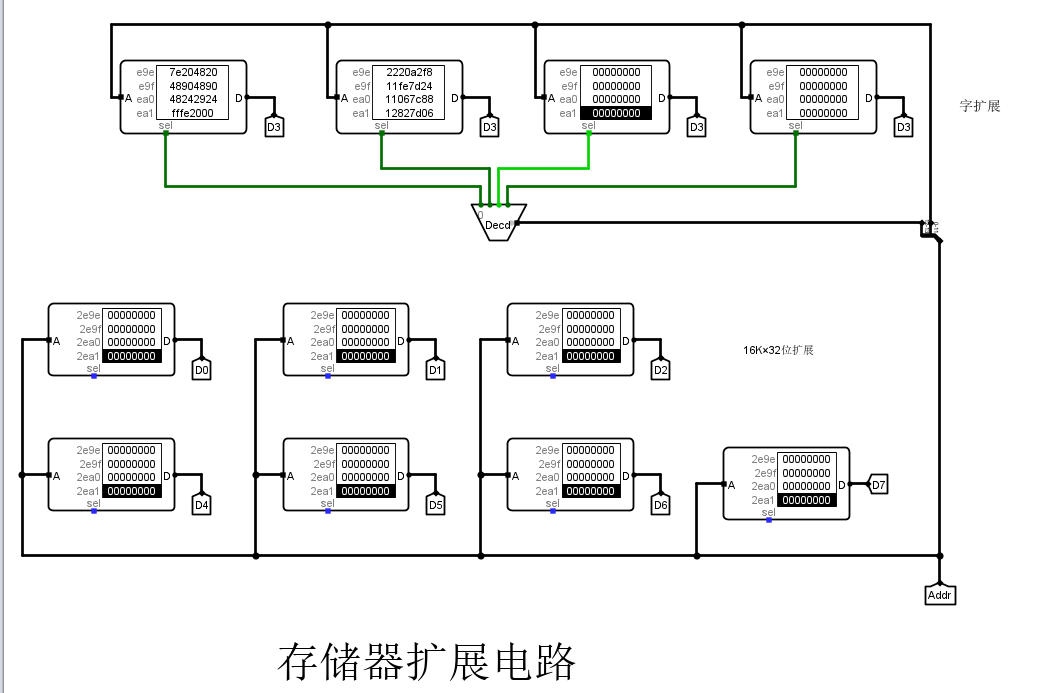 e9e 7e204820
e9f 48904890
A ea0 48242924 D
ea1 fffe2000
sel
D3
e9e 2220a2f8
e9f 11fe7d24
A ea0 11067c88 D
ea1 12827d06
sel
D3
e9e 00000000
e9f 00000000
A ea0 00000000 D
ea1 00000000
sel
D3
e9e 00000000
e9f 00000000
A ea0 00000000 D
ea1 00000000
sel
D3
字扩展
0
Decd
2e9e 00000000
2e9f 00000000
A 2ea0 00000000 D
2ea1 00000000
sel
D0
2e9e 00000000
2e9f 00000000
A 2ea0 00000000 D
2ea1 00000000
sel
D1
2e9e 00000000
2e9f 00000000
A 2ea0 00000000 D
2ea1 00000000
sel
D2
16K×32位扩展
2e9e 00000000
2e9f 00000000
A 2ea0 00000000 D
2ea1 00000000
sel
D4
2e9e 00000000
2e9f 00000000
A 2ea0 00000000 D
2ea1 00000000
sel
D5
2e9e 00000000
2e9f 00000000
A 2ea0 00000000 D
2ea1 00000000
sel
D6
2e9e 00000000
2e9f 00000000
A 2ea0 00000000 D
2ea1 00000000
sel
D7
Addr
存储器扩展电路